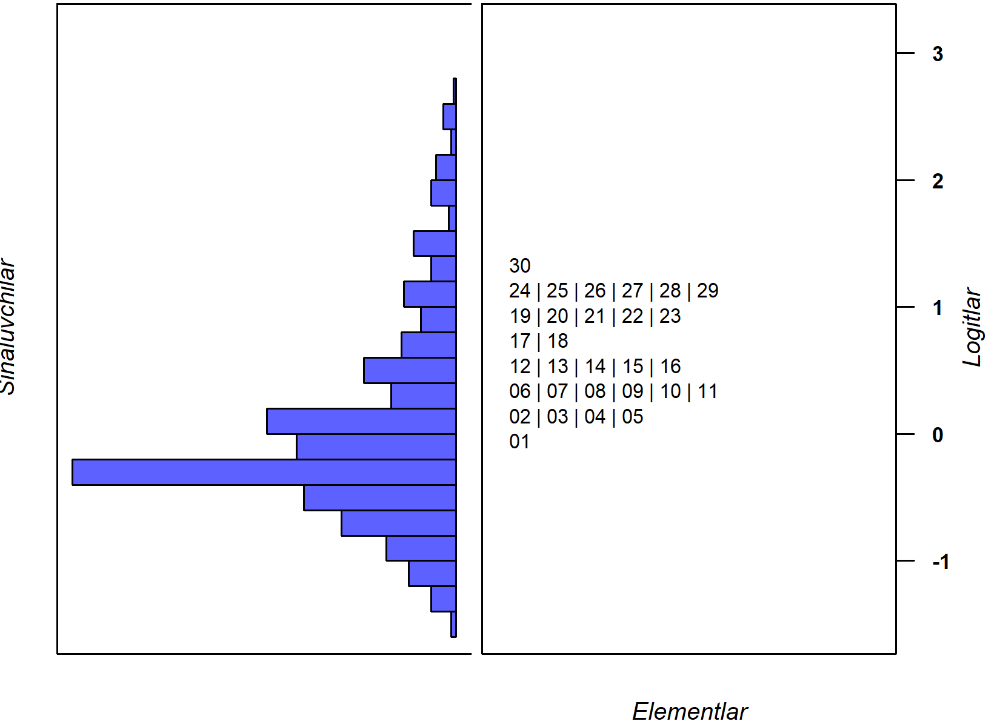 Sinaluvchilar
30
24 | 25 | 26 | 27 | 28 | 29
19 | 20 | 21 | 22 | 23
17 | 18
12 | 13 | 14 | 15 | 16
06 | 07 | 08 | 09 | 10 | 11
02 | 03 | 04 | 05
01
3
2
1
0
-1
Logitlar
Elementlar